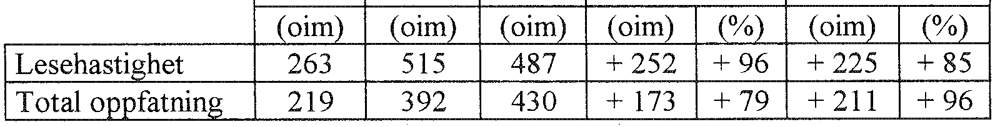 (oim) (oim) (oim) (oim) (%) (oim) (%)
Lesehastighet 263 515 487 + 252 + 96 + 225 + 85
Total oppfatning 219 392 430 + 173 + 79 + 211 + 96